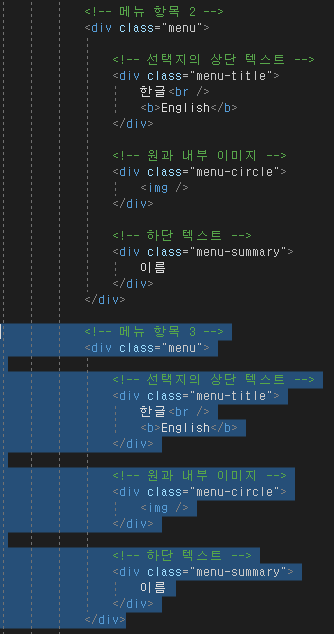 <!-- 메뉴 항목 2 -->
<div class="menu">
<!-- 선택지의 상단 텍스트 -->
<div class="menu-title">
한글<br />
<b>English</b>
</div>
<!-- 원과 내부 이미지 -->
<div class="menu-circle">
<img />
</div>
<!-- 하단 텍스트 -->
<div class="menu-summary">
이름
</div>
</div>
<!-- 메뉴 항목 3 -->
<div class="menu">
<!-- 선택지의 상단 텍스트 -->
<div class="menu-title">
한글<br />
<b>English</b>
</div>
<!-- 원과 내부 이미지 -->
<div class="menu-circle">
<img />
</div>
<!-- 하단 텍스트 -->
<div class="menu-summary">
이름
</div>
</div>